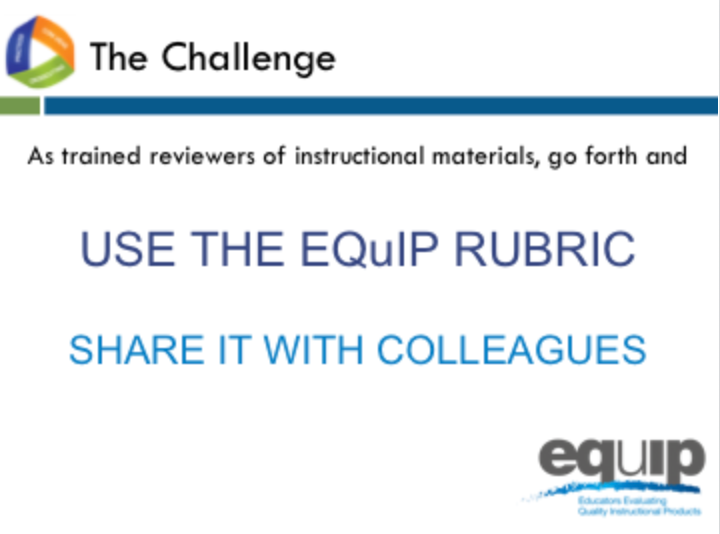 The Challenge
As trained reviewers of instructional materials, go forth and
USE THE EQuIP RUBRIC
SHARE IT WITH COLLEAGUES
equip
Educators Evaluating
Quality Instructional Products